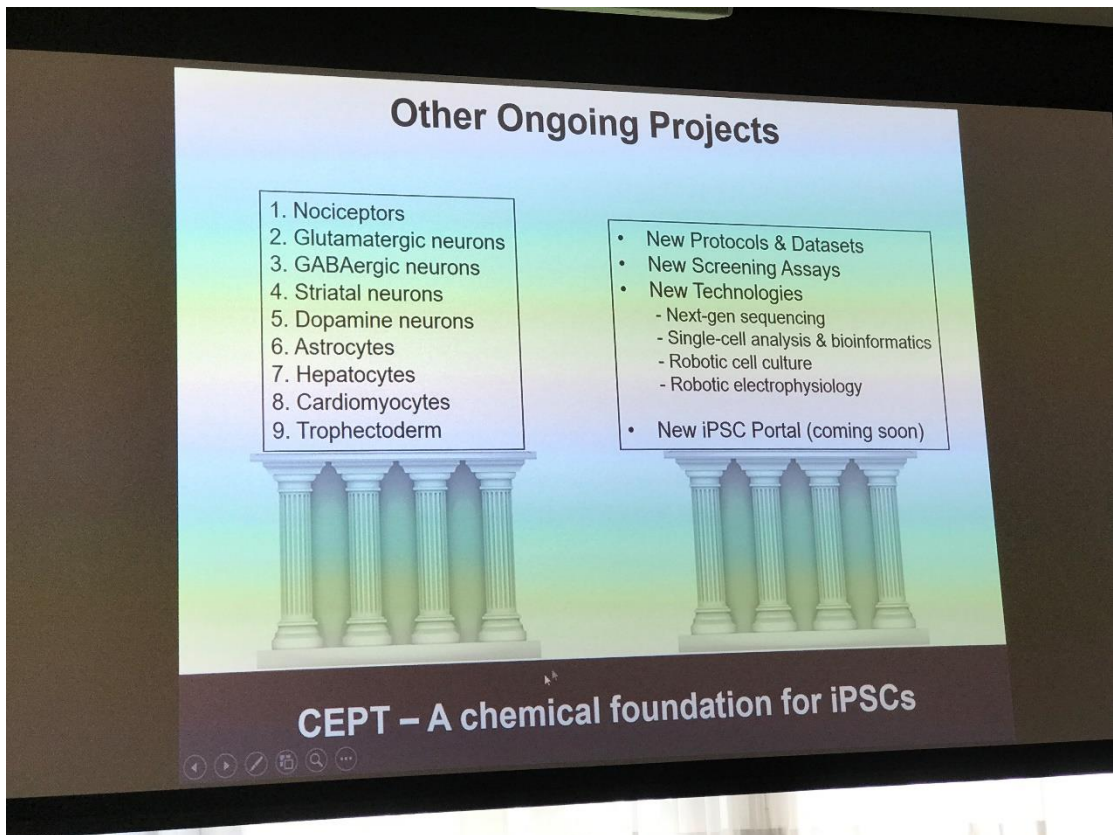 Other Ongoing Projects
1. Nociceptors
2. Glutamatergic neurons
3. GABAergic neurons
4. Striatal neurons
5. Dopamine neurons
6. Astrocytes
7. Hepatocytes
8. Cardiomyocytes
9. Trophectoderm
• New Protocols & Datasets
• New Screening Assays
• New Technologies
- Next-gen sequencing
- Single-cell analysis & bioinformatics
- Robotic cell culture
- Robotic electrophysiology
• New iPSC Portal (coming soon)
CEPT – A chemical foundation for iPSCs